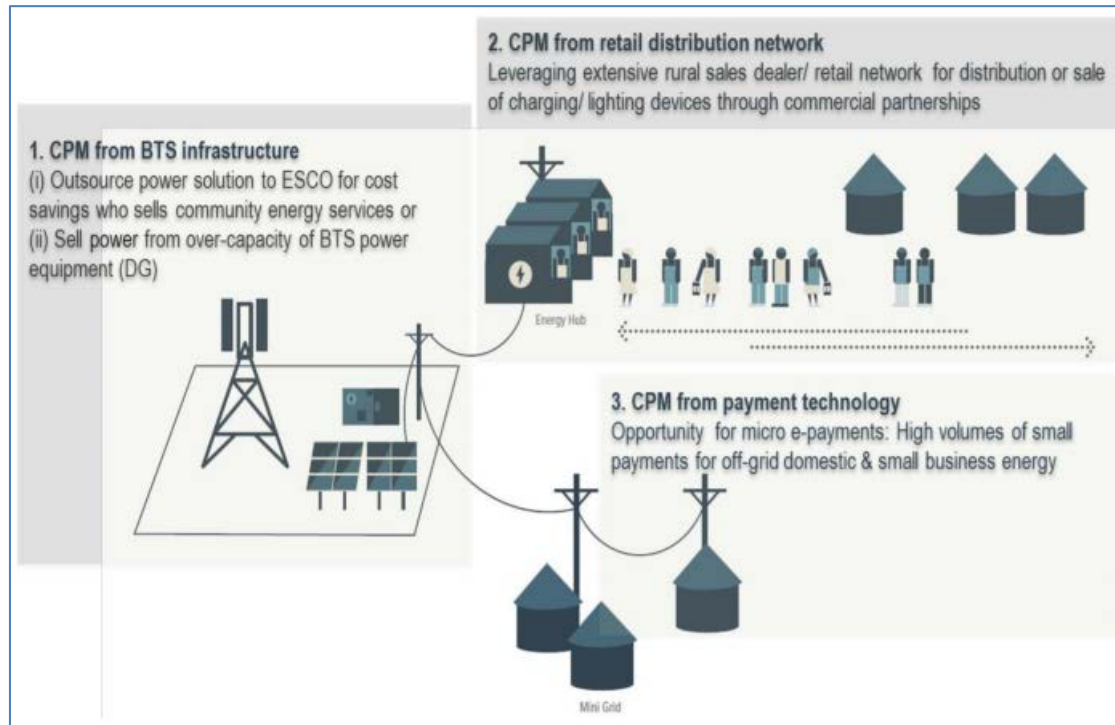 2. CPM from retail distribution network
Leveraging extensive rural sales dealer/ retail network for distribution or sale
of charging/ lighting devices through commercial partnerships
1. CPM from BTS infrastructure
(i) Outsource power solution to ESCO for cost
savings who sells community energy services or
(ii) Sell power from over-capacity of BTS power
equipment (DG)
Energy Hub
3. CPM from payment technology
Opportunity for micro e-payments: High volumes of small
payments for off-grid domestic & small business energy
Mini Grid